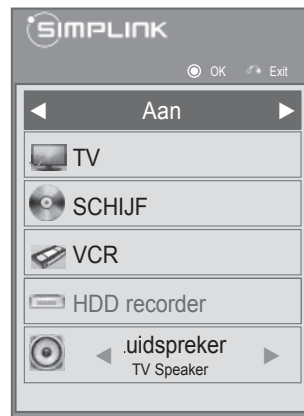 SIMPLINK
OK Exit
Aan
TV
SCHIJF
VCR
HDD recorder
.uidspreker
TV Speaker